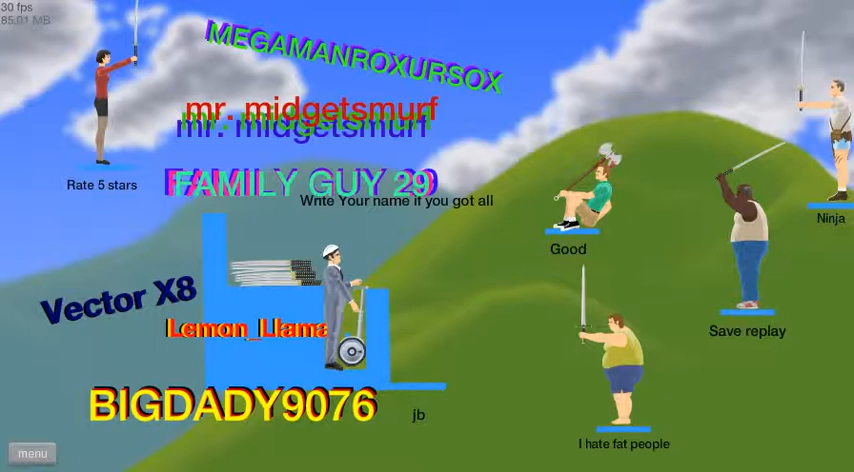 30 fps
85.01 MB
MEGAMANROXURSOX
mr. midgetsmurf
mr. midgetsmurf
Rate 5 stars
FAMILY GUY 29
Write Your name if you got all
Ninja
Good
Vector X8
Lemon_Llama
Save replay
BIGDADY9076
jb
I hate fat people
menu